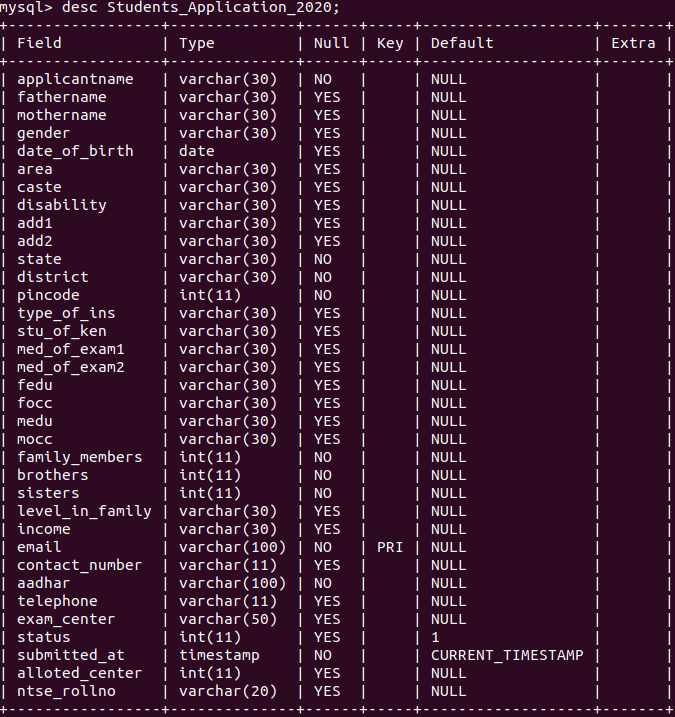 mysql> desc Students_Application_2020;
+-----------------+--------------+------+-----+-------------------+-------+
| Field           | Type         | Null | Key | Default           | Extra |
+-----------------+--------------+------+-----+-------------------+-------+
| applicantname   | varchar(30)  | NO   |     | NULL              |       |
| fathername      | varchar(30)  | YES  |     | NULL              |       |
| mothername      | varchar(30)  | YES  |     | NULL              |       |
| gender          | varchar(30)  | YES  |     | NULL              |       |
| date_of_birth   | date         | YES  |     | NULL              |       |
| area            | varchar(30)  | YES  |     | NULL              |       |
| caste           | varchar(30)  | YES  |     | NULL              |       |
| disability      | varchar(30)  | YES  |     | NULL              |       |
| add1            | varchar(30)  | YES  |     | NULL              |       |
| add2            | varchar(30)  | YES  |     | NULL              |       |
| state           | varchar(30)  | NO   |     | NULL              |       |
| district        | varchar(30)  | NO   |     | NULL              |       |
| pincode         | int(11)      | NO   |     | NULL              |       |
| type_of_ins     | varchar(30)  | YES  |     | NULL              |       |
| stu_of_ken      | varchar(30)  | YES  |     | NULL              |       |
| med_of_exam1    | varchar(30)  | YES  |     | NULL              |       |
| med_of_exam2    | varchar(30)  | YES  |     | NULL              |       |
| fedu            | varchar(30)  | YES  |     | NULL              |       |
| focc            | varchar(30)  | YES  |     | NULL              |       |
| medu            | varchar(30)  | YES  |     | NULL              |       |
| mocc            | varchar(30)  | YES  |     | NULL              |       |
| family_members  | int(11)      | NO   |     | NULL              |       |
| brothers        | int(11)      | NO   |     | NULL              |       |
| sisters         | int(11)      | NO   |     | NULL              |       |
| level_in_family | varchar(30)  | YES  |     | NULL              |       |
| income          | varchar(30)  | YES  |     | NULL              |       |
| email           | varchar(100) | NO   | PRI | NULL              |       |
| contact_number  | varchar(11)  | YES  |     | NULL              |       |
| aadhar          | varchar(100) | NO   |     | NULL              |       |
| telephone       | varchar(11)  | YES  |     | NULL              |       |
| exam_center     | varchar(50)  | YES  |     | NULL              |       |
| status          | int(11)      | YES  |     | 1                 |       |
| submitted_at    | timestamp    | NO   |     | CURRENT_TIMESTAMP |       |
| alloted_center  | int(11)      | YES  |     | NULL              |       |
| ntse_rollno     | varchar(20)  | YES  |     | NULL              |       |
+-----------------+--------------+------+-----+-------------------+-------+